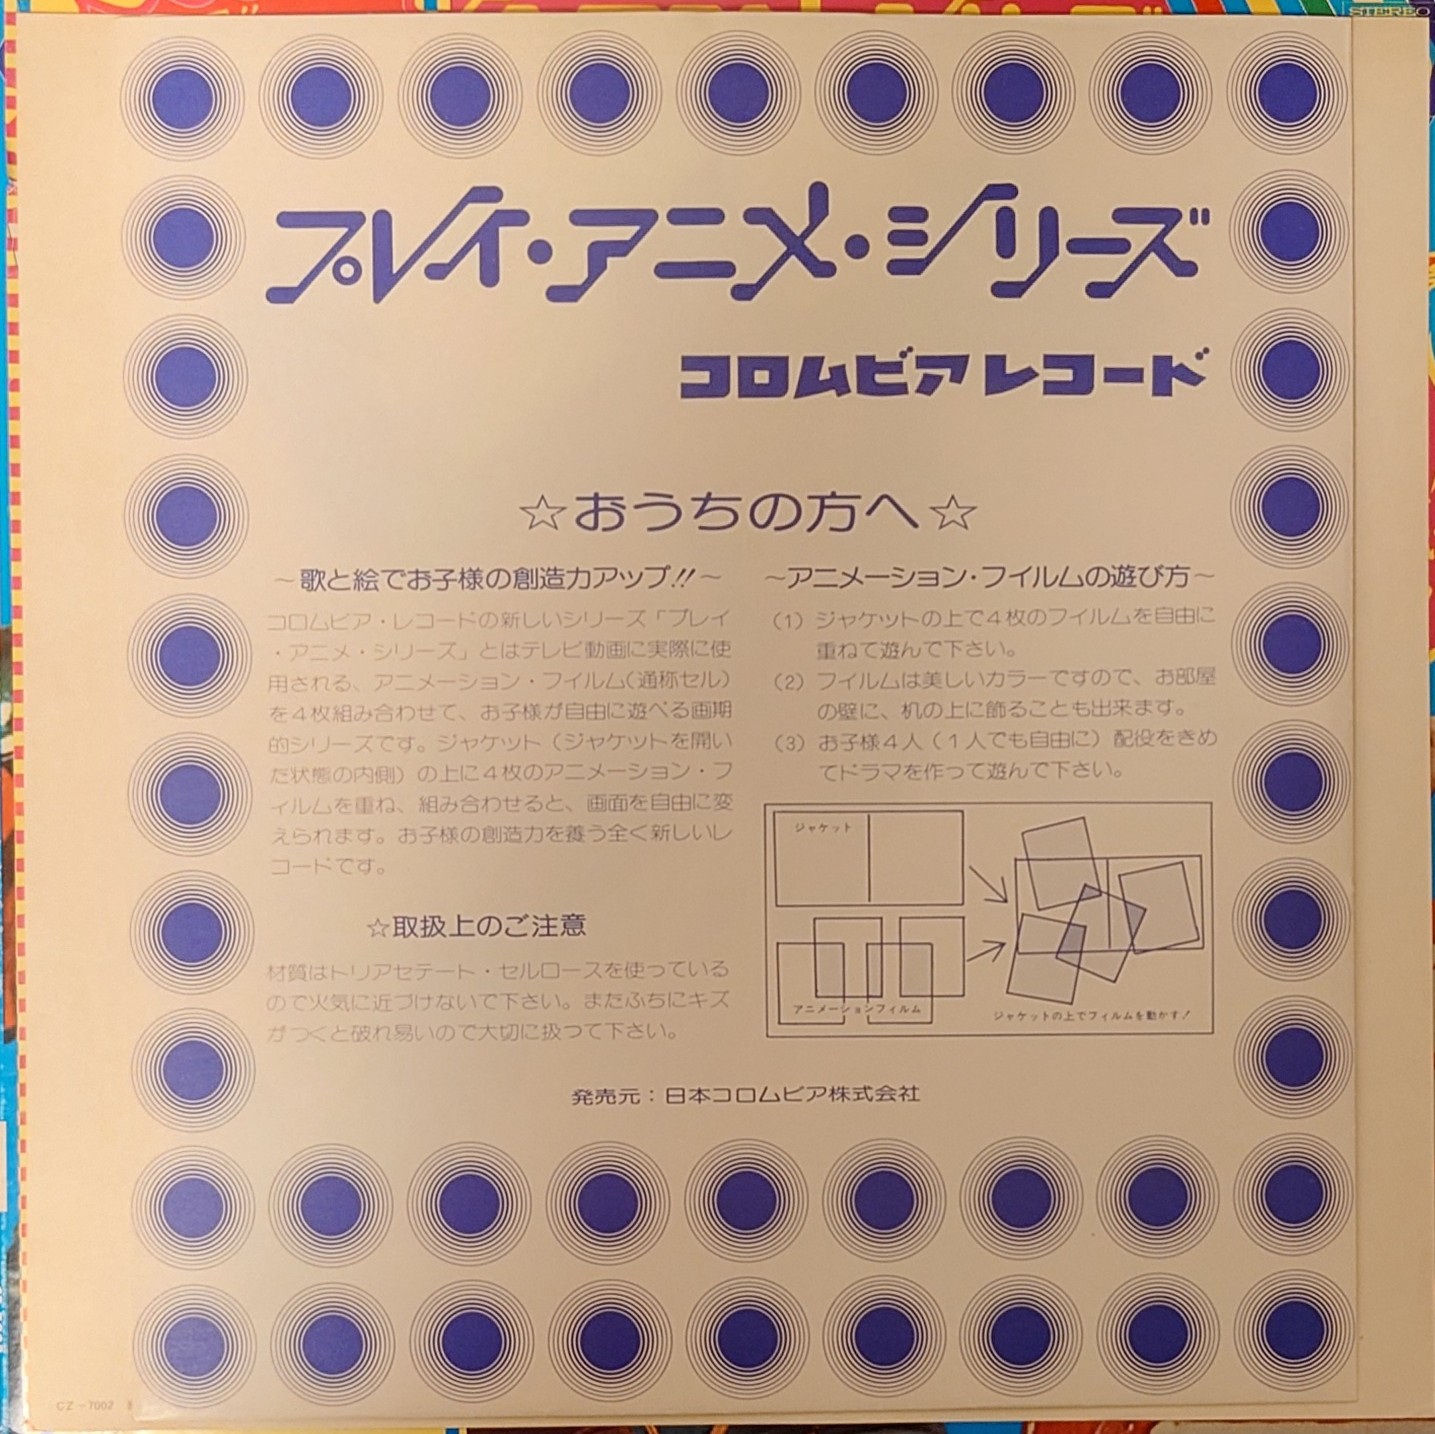 STEREO
プレイ・アニメ・シリーズ
コロムビア レコード
☆おうちの方へ☆
～歌と絵でお子様の創造力アップ!!～
コロムビア・レコードの新しいシリーズ「プレイ
・アニメ・シリーズ」とはテレビ動画に実際に使
用される、アニメーション・フイルム(通称セル)
を4枚組み合わせて、お子様が自由に遊べる画期
的シリーズです。ジャケット（ジャケットを開い
た状態の内側）の上に4枚のアニメーション・フ
ィルムを重ね、組み合わせると、画面を自由に変
えられます。お子様の創造力を養う全く新しいレ
コードです。
☆取扱上のご注意
材質はトリアセテート・セルロースを使っている
ので火気に近づけないで下さい。またふちにキズ
がつくと破れ易いので大切に扱って下さい。
～アニメーション・フイルムの遊び方～
(1) ジャケットの上で4枚のフイルムを自由に
重ねて遊んで下さい。
(2) フイルムは美しいカラーですので、お部屋
の壁に、机の上に飾ることも出来ます。
(3) お子様4人（1人でも自由に）配役をきめ
てドラマを作って遊んで下さい。
ジャケット
アニメーションフィルム
ジャケットの上でフイルムを動かす!
発売元：日本コロムビア株式会社
CZ-7002